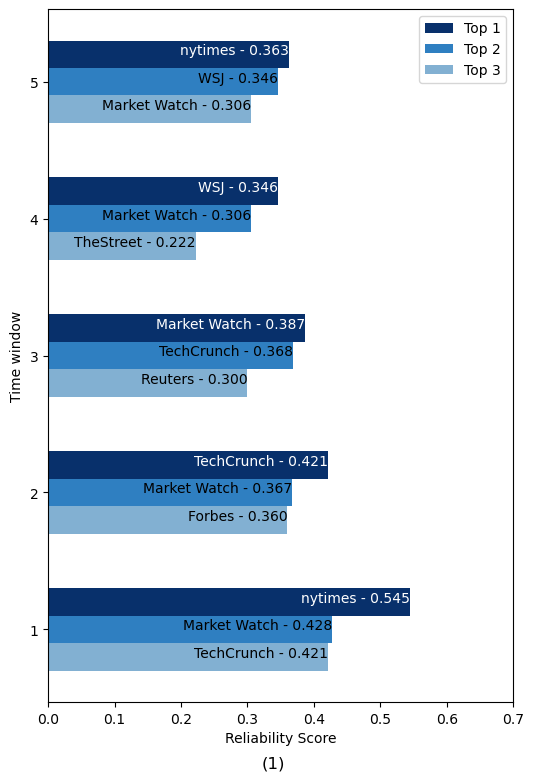 Top 1
Top 2
Top 3
5
nytimes - 0.363
WSJ - 0.346
Market Watch - 0.306
4
WSJ - 0.346
Market Watch - 0.306
TheStreet - 0.222
Time window
3
Market Watch - 0.387
TechCrunch - 0.368
Reuters - 0.300
2
TechCrunch - 0.421
Market Watch - 0.367
Forbes - 0.360
1
nytimes - 0.545
Market Watch - 0.428
TechCrunch - 0.421
0.0 0.1 0.2 0.3 0.4 0.5 0.6 0.7
Reliability Score
(1)